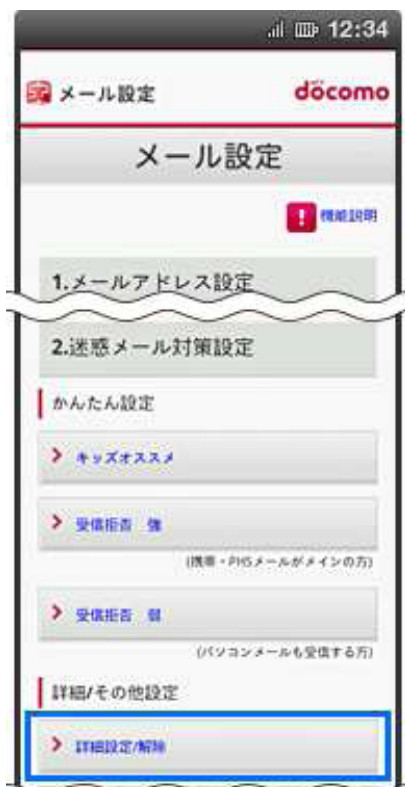 12:34
メール設定
döcomo
メール設定
機能説明
1.メールアドレス設定
2.迷惑メール対策設定
かんたん設定
キッズオススメ
受信拒否 強
(携帯・PHSメールがメインの方)
受信拒否 弱
(パソコンメールも受信する方)
詳細/その他設定
詳細設定/解除